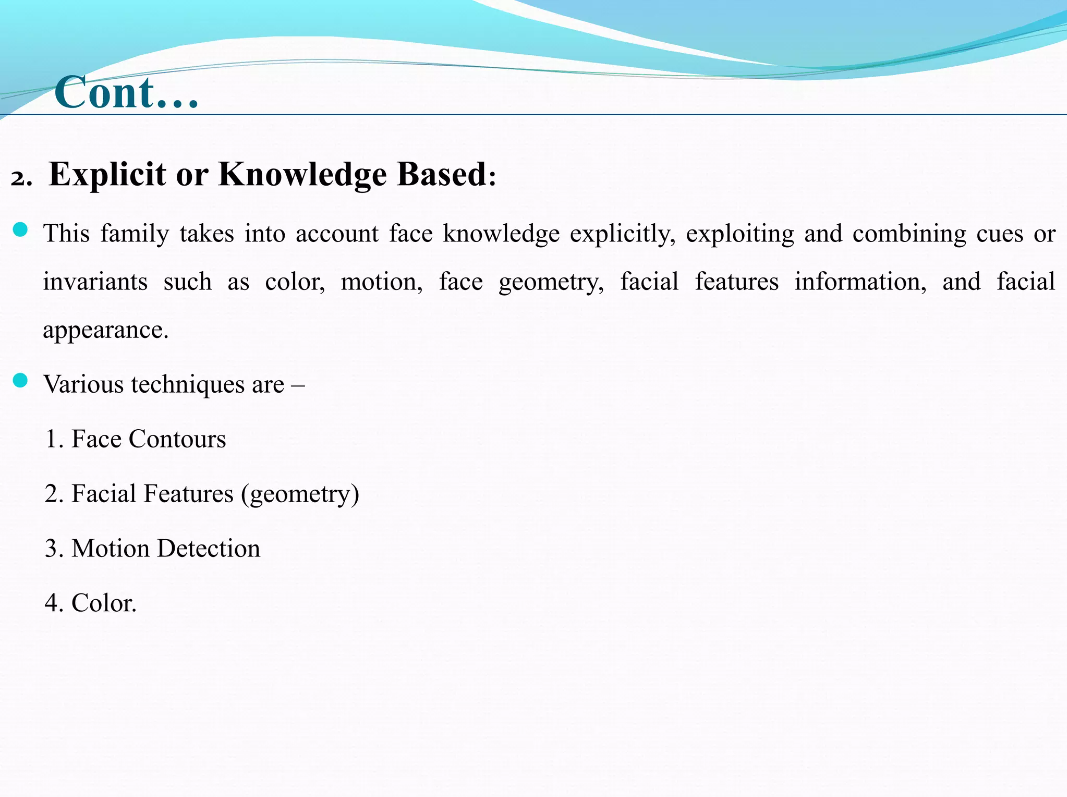 Cont…
2. Explicit or Knowledge Based:
This family takes into account face knowledge explicitly, exploiting and combining cues or
invariants such as color, motion, face geometry, facial features information, and facial
appearance.
Various techniques are –
1. Face Contours
2. Facial Features (geometry)
3. Motion Detection
4. Color.